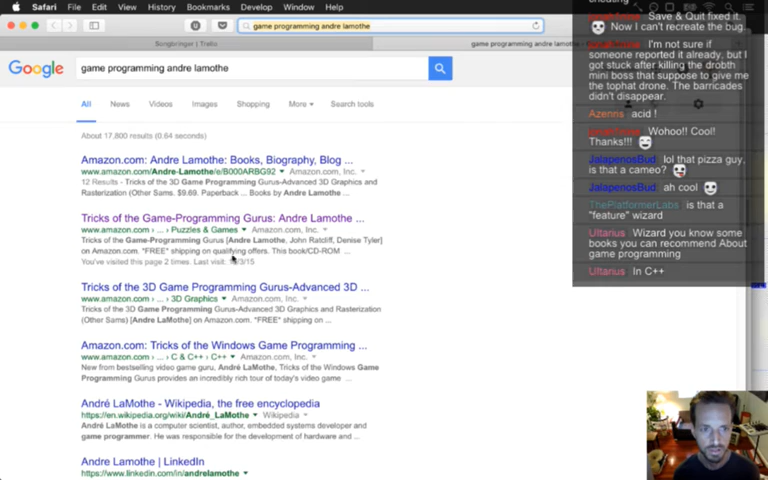 Safari File Edit View History Bookmarks Develop Window Help
game programming andre lamothe
Songbringer | Trello
game programming andre lamothe -
Google
game programming andre lamothe
All News Videos Images Shopping More Search tools
About 17,800 results (0.64 seconds)
Amazon.com: Andre Lamothe: Books, Biography, Blog ...
www.amazon.com/Andre-Lamothe/e/B000ARBG92 Amazon.com, Inc.
12 Results - Tricks of the 3D Game Programming Gurus-Advanced 3D Graphics and
Rasterization (Other Sams. $9.69. Paperback ... Books by Andre Lamothe ...
Tricks of the Game-Programming Gurus: Andre Lamothe ...
www.amazon.com › ... › Puzzles & Games Amazon.com, Inc.
Tricks of the Game-Programming Gurus [Andre Lamothe, John Ratcliff, Denise Tyler]
on Amazon.com. *FREE* shipping on qualifying offers. This book/CD-ROM ...
You've visited this page 2 times. Last visit:
Tricks of the 3D Game Programming Gurus-Advanced 3D ...
www.amazon.com › ... › 3D Graphics Amazon.com, Inc.
Tricks of the 3D Game Programming Gurus-Advanced 3D Graphics and Rasterization
(Other Sams) [Andre LaMothe] on Amazon.com. *FREE* shipping on ...
Amazon.com: Tricks of the Windows Game Programming ...
www.amazon.com › ... › C & C++ › C++ Amazon.com, Inc.
New from bestselling video game guru, André LaMothe, Tricks of the Windows Game
Programming Gurus provides an incredibly rich tour of today's video game ...
André LaMothe - Wikipedia, the free encyclopedia
https://en.wikipedia.org/wiki/André_LaMothe Wikipedia
André LaMothe is a computer scientist, author, embedded systems developer and
game programmer. He was responsible for the development of hardware and ...
Andre Lamothe | LinkedIn
https://www.linkedin.com/in/andrelamothe
cheating
Save & Quit fixed it.
Now I can't recreate the bug.
I'm not sure if
someone reported it already, but I
got stuck after killing the drobth
mini boss that suppose to give me
the tophat drone. The barricades
didn't disappear.
Azenns: acid !
Wohoo!! Cool!
Thanks!!!
JalapenosBud: lol that pizza guy,
is that a cameo?
JalapenosBud: ah cool
ThePlatformerLabs: is that a
"feature" wizard
Ultarius: Wizard you know some
books you can recommend About
game programming
Ultarius: In C++